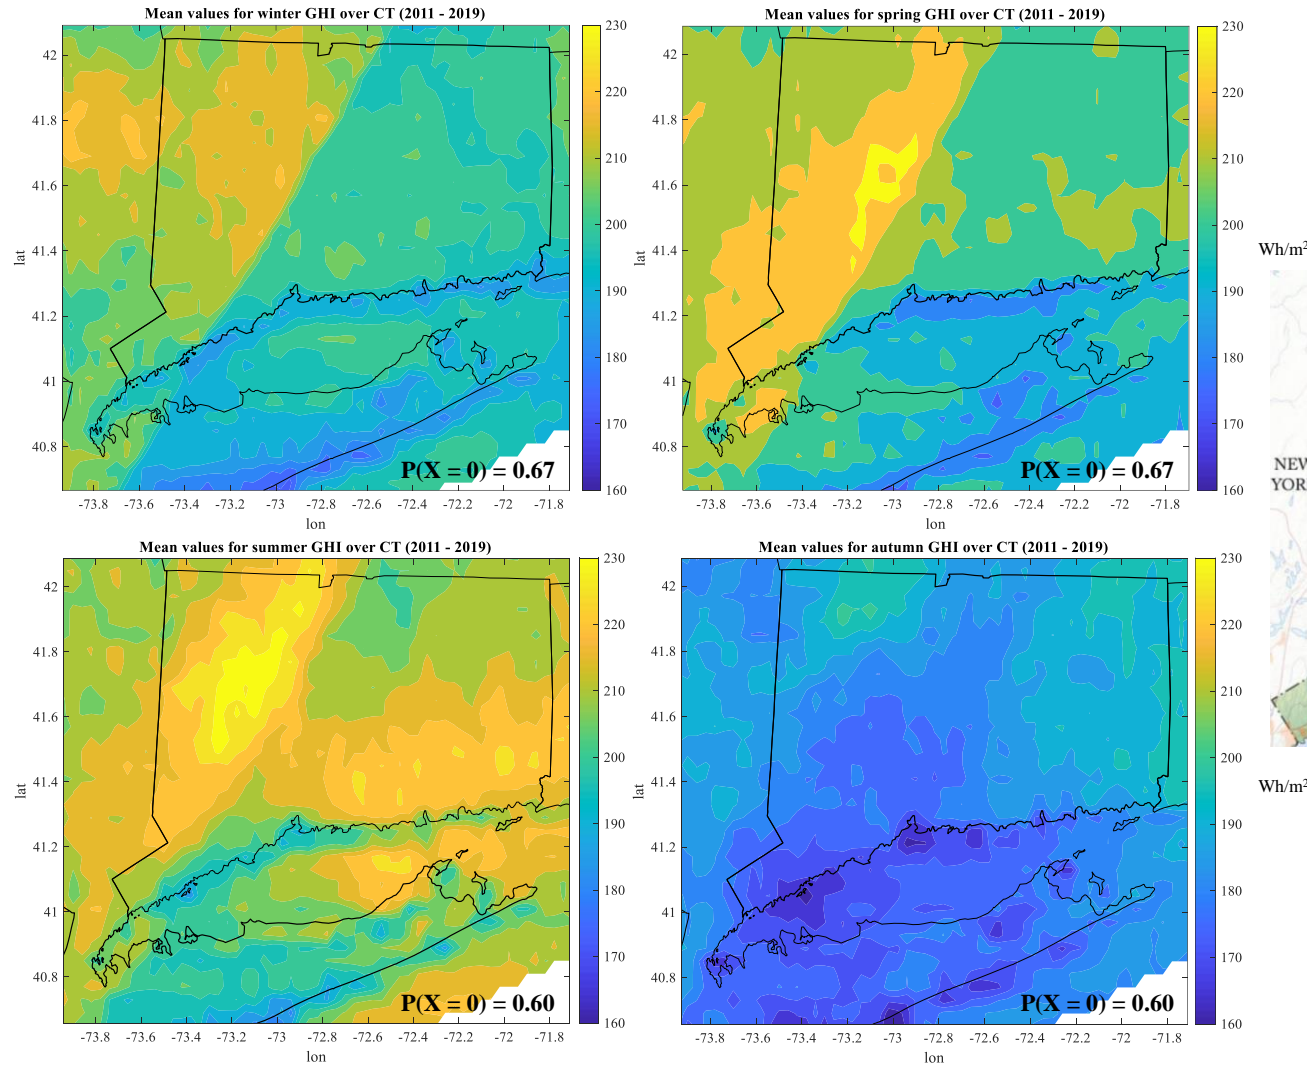 Mean values for winter GHI over CT (2011 - 2019)
42
41.8
41.6
41.4
41.2
41
40.8
lat
-73.8 -73.6 -73.4 -73.2 -73 -72.8 -72.6 -72.4 -72.2 -72 -71.8
lon
P(X = 0) = 0.67
230
220
210
200
190
180
170
160
Mean values for spring GHI over CT (2011 - 2019)
42
41.8
41.6
41.4
41.2
41
40.8
lat
-73.8 -73.6 -73.4 -73.2 -73 -72.8 -72.6 -72.4 -72.2 -72 -71.8
lon
P(X = 0) = 0.67
230
220
210
200
190
180
170
160
Wh/m2
NEW
YOR
Mean values for summer GHI over CT (2011 - 2019)
42
41.8
41.6
41.4
41.2
41
40.8
lat
-73.8 -73.6 -73.4 -73.2 -73 -72.8 -72.6 -72.4 -72.2 -72 -71.8
lon
P(X = 0) = 0.60
230
220
210
200
190
180
170
160
Mean values for autumn GHI over CT (2011 - 2019)
42
41.8
41.6
41.4
41.2
41
40.8
lat
-73.8 -73.6 -73.4 -73.2 -73 -72.8 -72.6 -72.4 -72.2 -72 -71.8
lon
P(X = 0) = 0.60
230
220
210
200
190
180
170
160
Wh/m2